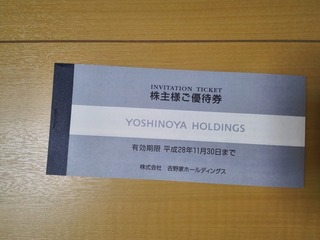 INVITATION TICKET
株主様ご優待券
YOSHINOYA HOLDINGS
有効期限 平成28年11月30日まで
株式会社 吉野家ホールディングス